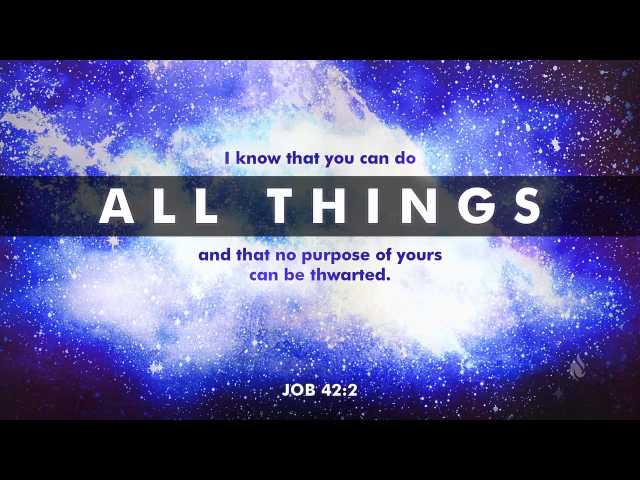 I know that you can do
ALL THINGS
and that no purpose of yours
can be thwarted.
JOB 42:2